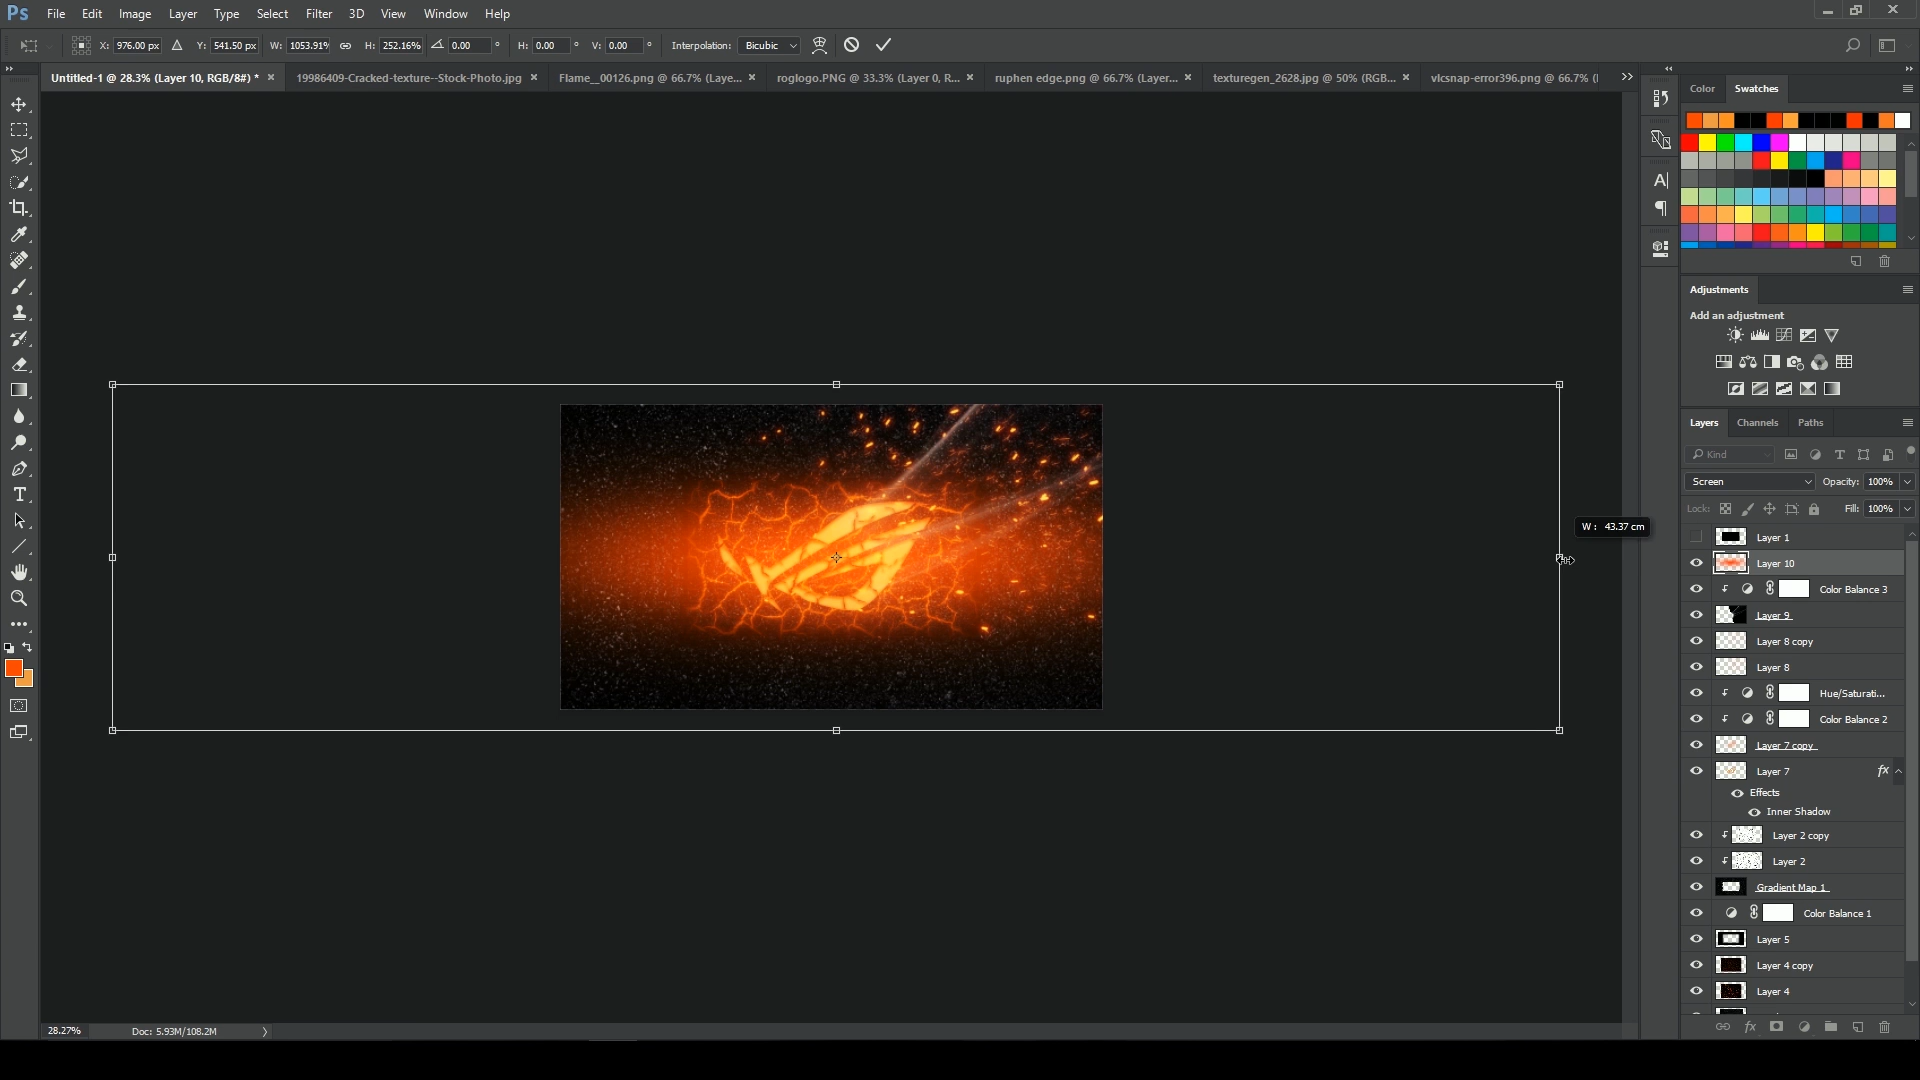 Ps File Edit Image Layer Type Select Filter 3D View Window Help
X: 976.00 px Y: 541.50 px W: 1053.91% H: 252.16% 0.00 ° H: 0.00 ° V: 0.00 ° Interpolation: Bicubic
Untitled-1 @ 28.3% (Layer 10, RGB/8#) * × 19986409-Cracked-texture--Stock-Photo.jpg × Flame__00126.png @ 66.7% (Laye... × roglogo.PNG @ 33.3% (Layer 0, R... × ruphen edge.png @ 66.7% (Layer... × texturegen_2628.jpg @ 50% (RGB... × vlcsnap-error396.png @ 66.7% (
Color Swatches
Adjustments
Add an adjustment
Layers Channels Paths
Kind
Screen Opacity: 100%
Lock: Fill: 100%
W : 43.37 cm
Layer 1
Layer 10
Color Balance 3
Layer 9
Layer 8 copy
Layer 8
Hue/Saturati...
Color Balance 2
Layer 7 copy
Layer 7 fx
Effects
Inner Shadow
Layer 2 copy
Layer 2
Gradient Map 1
Color Balance 1
Layer 5
Layer 4 copy
Layer 4
28.27% Doc: 5.93M/108.2M